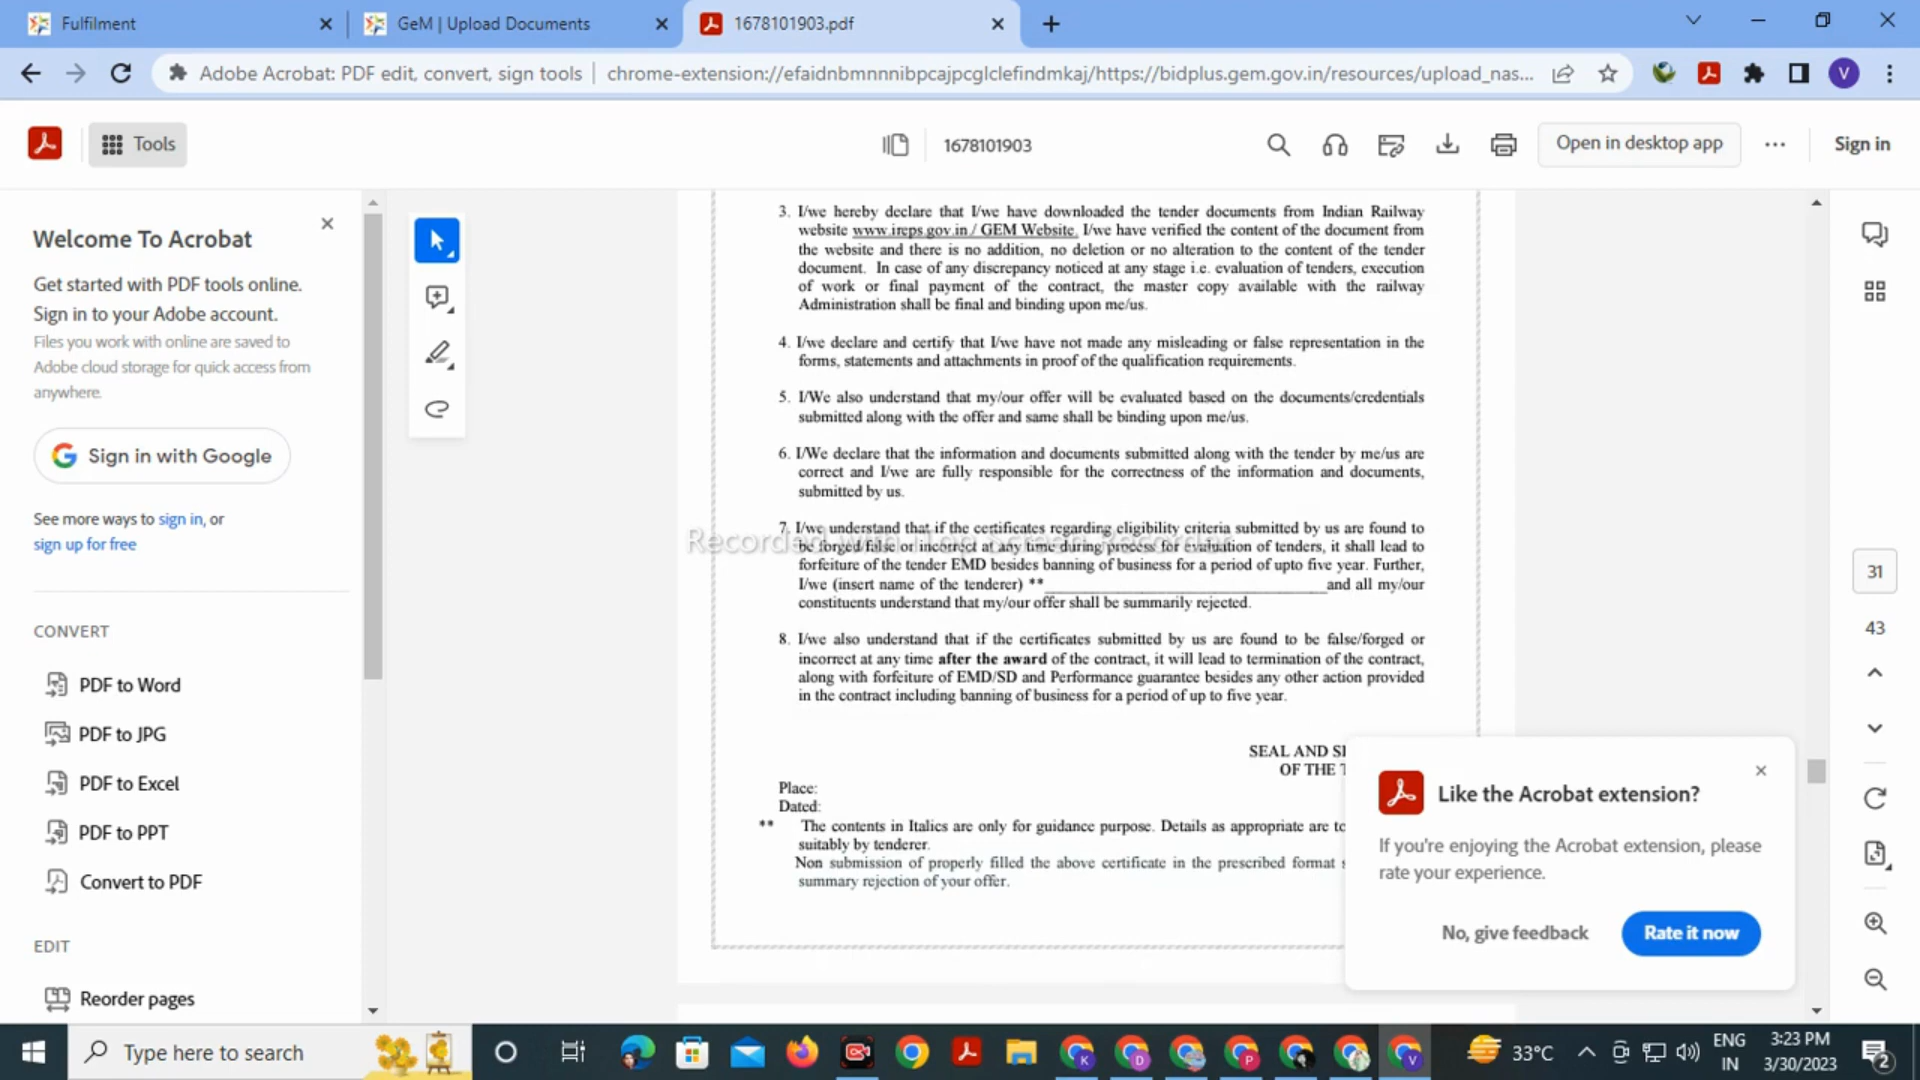 Fulfilment
GeM | Upload Documents
1678101903.pdf
Adobe Acrobat: PDF edit, convert, sign tools
chrome-extension://efaidnbmnnnibpcajpcglclefindmkaj/https://bidplus.gem.gov.in/resources/upload_nas...
V
Tools
1678101903
Open in desktop app
Sign in
Welcome To Acrobat
Get started with PDF tools online.
Sign in to your Adobe account.
Files you work with online are saved to
Adobe cloud storage for quick access from
anywhere.
Sign in with Google
See more ways to sign in, or
sign up for free
CONVERT
PDF to Word
PDF to JPG
PDF to Excel
PDF to PPT
Convert to PDF
EDIT
Reorder pages
3. I/we hereby declare that I/we have downloaded the tender documents from Indian Railway
website www.ireps.gov.in / GEM Website. I/we have verified the content of the document from
the website and there is no addition, no deletion or no alteration to the content of the tender
document. In case of any discrepancy noticed at any stage i.e. evaluation of tenders, execution
of work or final payment of the contract, the master copy available with the railway
Administration shall be final and binding upon me/us.
4. I/we declare and certify that I/we have not made any misleading or false representation in the
forms, statements and attachments in proof of the qualification requirements.
5. I/We also understand that my/our offer will be evaluated based on the documents/credentials
submitted along with the offer and same shall be binding upon me/us.
6. I/We declare that the information and documents submitted along with the tender by me/us are
correct and I/we are fully responsible for the correctness of the information and documents,
submitted by us.
7. I/we understand that if the certificates regarding eligibility criteria submitted by us are found to
be forged/false or incorrect at any time during process for evaluation of tenders, it shall lead to
forfeiture of the tender EMD besides banning of business for a period of upto five year. Further,
I/we (insert name of the tenderer) **____________________________and all my/our
constituents understand that my/our offer shall be summarily rejected.
8. I/we also understand that if the certificates submitted by us are found to be false/forged or
incorrect at any time after the award of the contract, it will lead to termination of the contract,
along with forfeiture of EMD/SD and Performance guarantee besides any other action provided
in the contract including banning of business for a period of up to five year.
SEAL AND SI
OF THE T
Place:
Dated:
** The contents in Italics are only for guidance purpose. Details as appropriate are to
suitably by tenderer.
Non submission of properly filled the above certificate in the prescribed format s
summary rejection of your offer.
Recorded with iTop Screen Recorder
31
43
Like the Acrobat extension?
If you're enjoying the Acrobat extension, please
rate your experience.
No, give feedback
Rate it now
Type here to search
K
D
P
V
33°C
ENG
IN
3:23 PM
3/30/2023
2